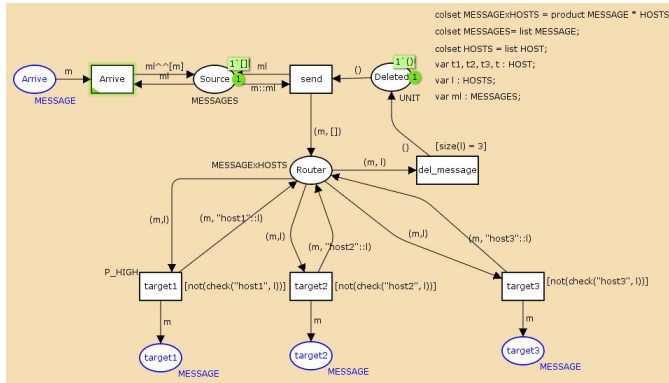 colset MESSAGExHOSTS = product MESSAGE * HOSTS
colset MESSAGES= list MESSAGE;
colset HOSTS = list HOST;
var t1, t2, t3, t : HOST;
var l : HOSTS;
var ml : MESSAGES;
Arrive
m
Arrive
ml^^[m]
ml
Source
1`[]
1
ml
m::ml
send
()
Deleted
1`()
1
MESSAGE
MESSAGES
UNIT
(m, [])
()
[size(l) = 3]
MESSAGExHOSTS
Router
(m, l)
del_message
(m,l)
(m, "host1"::l)
(m,l)
(m, "host2"::l)
(m,l)
(m, "host3"::l)
P_HIGH
target1
[not(check("host1", l))]
target2
[not(check("host2", l))]
target3
[not(check("host3", l))]
m
m
m
target1
MESSAGE
target2
MESSAGE
target3
MESSAGE